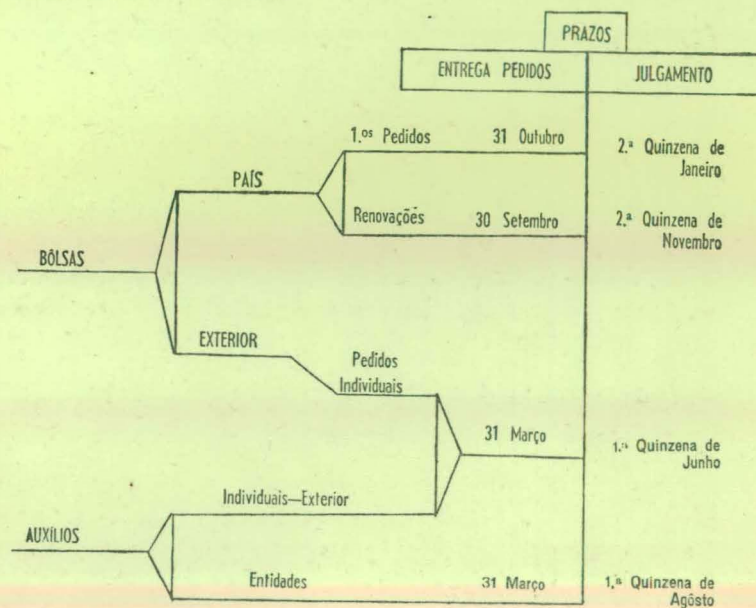 PRAZOS
ENTREGA PEDIDOS
JULGAMENTO
1.os Pedidos
31 Outubro
2.ª Quinzena de
Janeiro
PAÍS
Renovações
30 Setembro
2.ª Quinzena de
Novembro
BÔLSAS
EXTERIOR
Pedidos
Individuais
31 Março
1.ª Quinzena de
Junho
Individuais—Exterior
AUXÍLIOS
Entidades
31 Março
1.ª Quinzena de
Agôsto